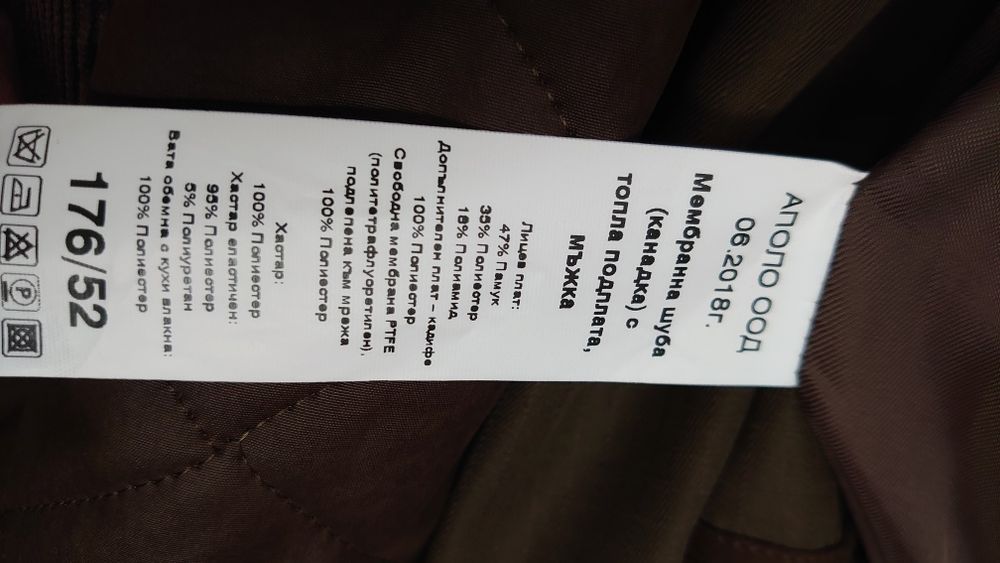 АПОЛО ООД
06.2018г.
Мембранна шуба
(канадка) с
топла подплата,
мъжка
Лицев плат:
47% Памук
35% Полиестер
18% Полиамид
Допълнителен плат – кадифе
100% Полиестер
Свободна мембрана PTFE
(политетрафлуоретилен),
подлепена към мрежа
100% Полиестер
Хастар:
100% Полиестер
Хастар еластичен:
95% Полиестер
5% Полиуретан
Вата обемна с кухи влакна:
100% Полиестер
176/52
P